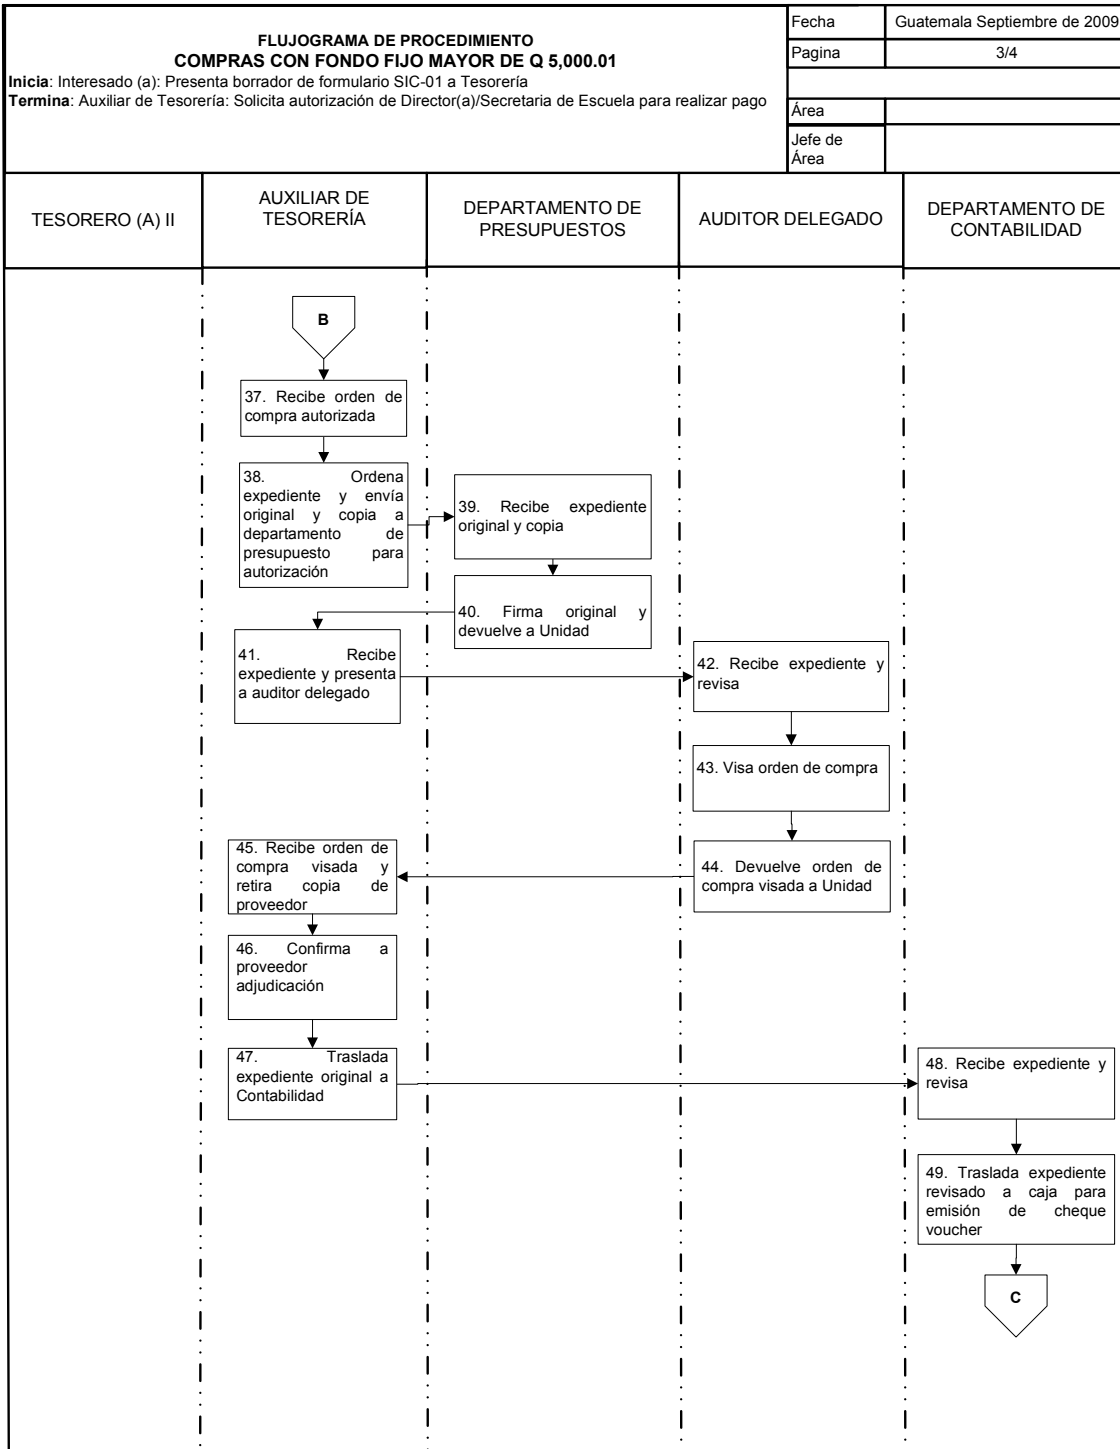 FLUJOGRAMA DE PROCEDIMIENTO
COMPRAS CON FONDO FIJO MAYOR DE Q 5,000.01
Inicia: Interesado (a): Presenta borrador de formulario SIC-01 a Tesorería
Termina: Auxiliar de Tesorería: Solicita autorización de Director(a)/Secretaria de Escuela para realizar pago
Fecha Guatemala Septiembre de 2009
Pagina 3/4
Área
Jefe de
Área
TESORERO (A) II
AUXILIAR DE
TESORERÍA
DEPARTAMENTO DE
PRESUPUESTOS
AUDITOR DELEGADO
DEPARTAMENTO DE
CONTABILIDAD
B
37. Recibe orden de
compra autorizada
38. Ordena
expediente y envía
original y copia a
departamento de
presupuesto para
autorización
39. Recibe expediente
original y copia
40. Firma original y
devuelve a Unidad
41. Recibe
expediente y presenta
a auditor delegado
42. Recibe expediente y
revisa
43. Visa orden de compra
44. Devuelve orden de
compra visada a Unidad
45. Recibe orden de
compra visada y
retira copia de
proveedor
46. Confirma a
proveedor
adjudicación
47. Traslada
expediente original a
Contabilidad
48. Recibe expediente y
revisa
49. Traslada expediente
revisado a caja para
emisión de cheque
voucher
C